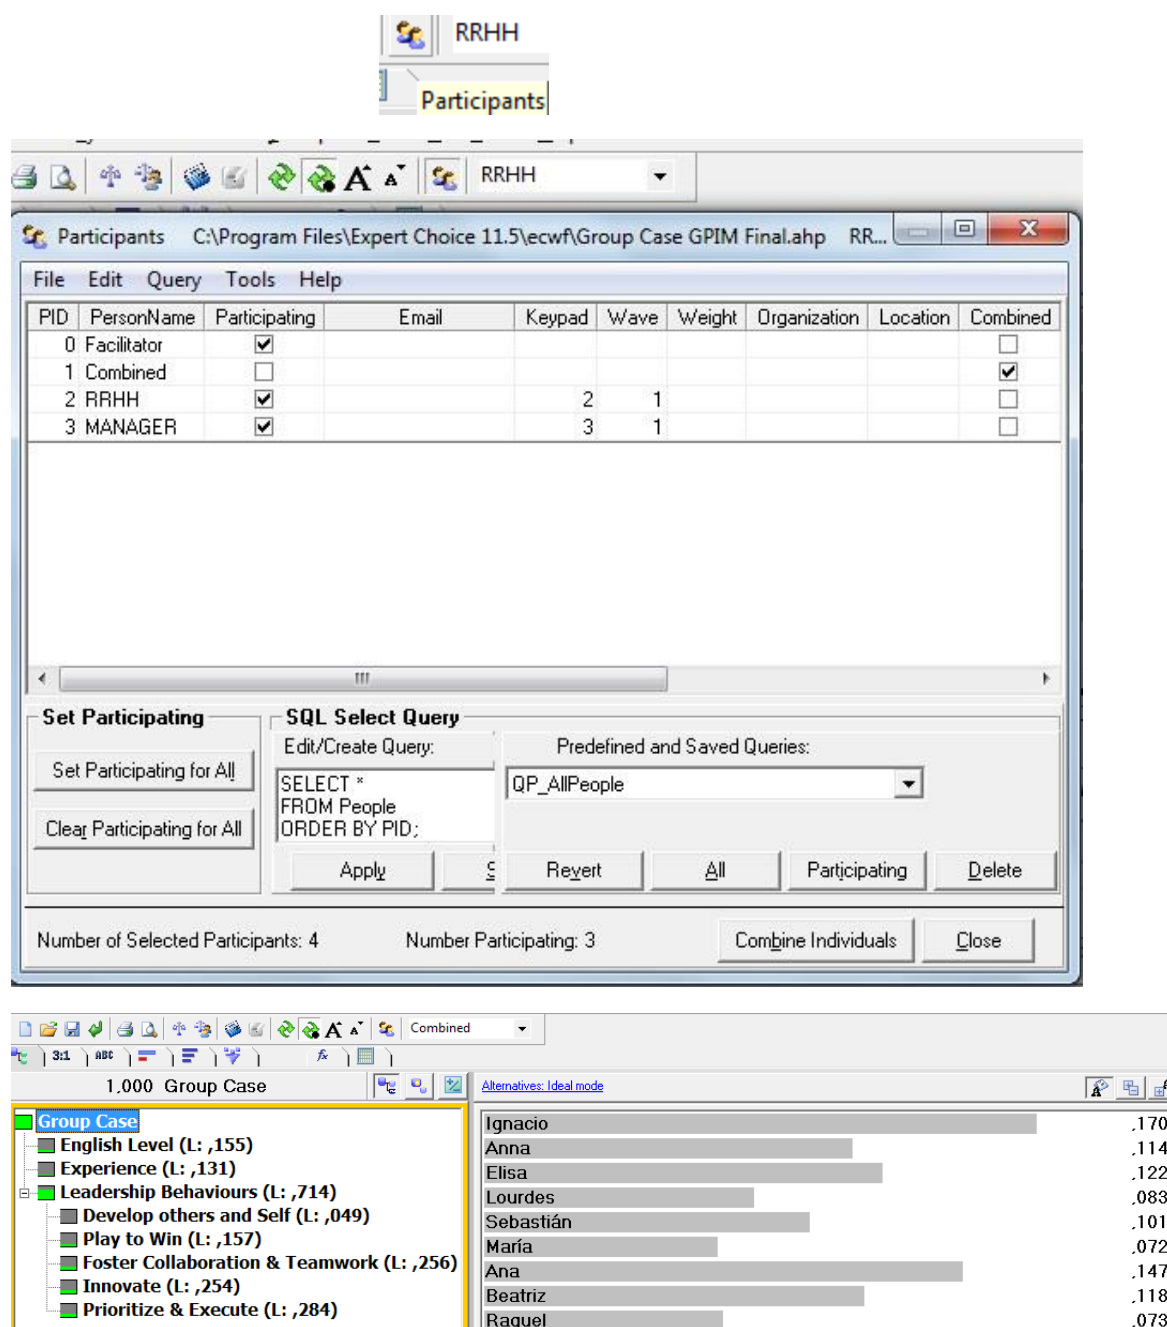 RRHH
Participants
RRHH
Participants C:\Program Files\Expert Choice 11.5\ecwf\Group Case GPIM Final.ahp RR...
File Edit Query Tools Help
PID PersonName Participating Email Keypad Wave Weight Organization Location Combined
0 Facilitator
1 Combined
2 RRHH 2 1
3 MANAGER 3 1
Set Participating SQL Select Query
Edit/Create Query: Predefined and Saved Queries:
Set Participating for All
SELECT *
FROM People
ORDER BY PID;
QP_AllPeople
Clear Participating for All
Apply Revert All Participating Delete
Number of Selected Participants: 4 Number Participating: 3 Combine Individuals Close
Combined
3:1 ABC fx
1,000 Group Case Alternatives: Ideal mode
Group Case
English Level (L: ,155)
Experience (L: ,131)
Leadership Behaviours (L: ,714)
Develop others and Self (L: ,049)
Play to Win (L: ,157)
Foster Collaboration & Teamwork (L: ,256)
Innovate (L: ,254)
Prioritize & Execute (L: ,284)
Ignacio ,170
Anna ,114
Elisa ,122
Lourdes ,083
Sebastián ,101
María ,072
Ana ,147
Beatriz ,118
Raquel ,073